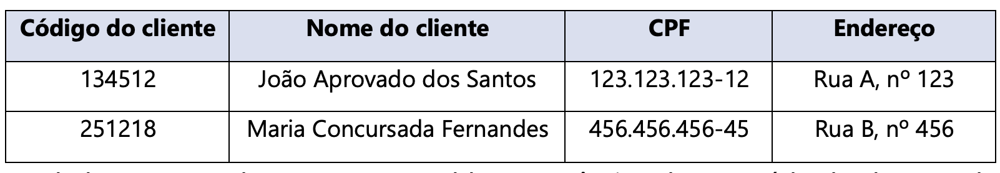 Código do cliente Nome do cliente CPF Endereço
134512 João Aprovado dos Santos 123.123.123-12 Rua A, nº 123
251218 Maria Concursada Fernandes 456.456.456-45 Rua B, nº 456